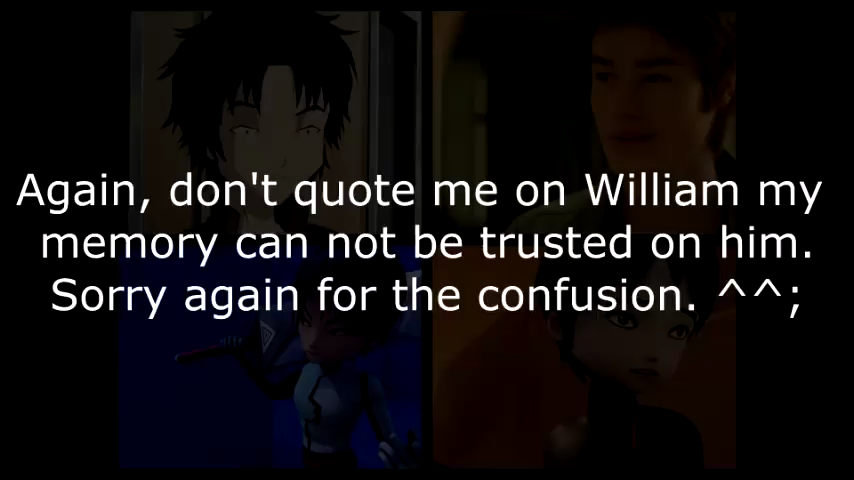 Again, don't quote me on William my
memory can not be trusted on him.
Sorry again for the confusion. ^^;